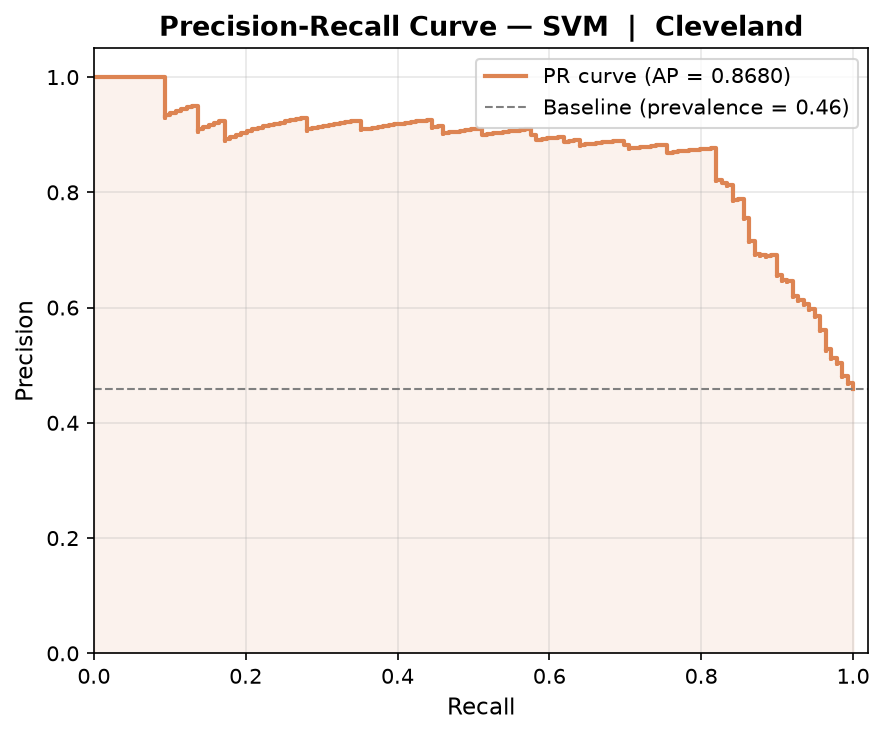 Precision-Recall Curve — SVM | Cleveland
PR curve (AP = 0.8680)
Baseline (prevalence = 0.46)
Precision
1.0
0.8
0.6
0.4
0.2
0.0
0.0 0.2 0.4 0.6 0.8 1.0
Recall